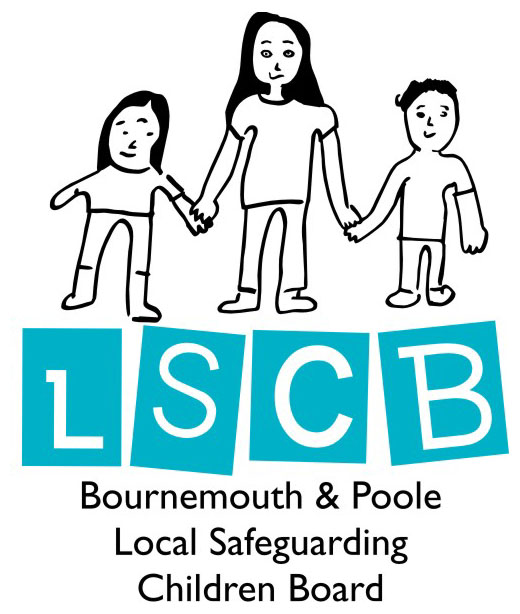 LSCB
Bournemouth & Poole
Local Safeguarding
Children Board